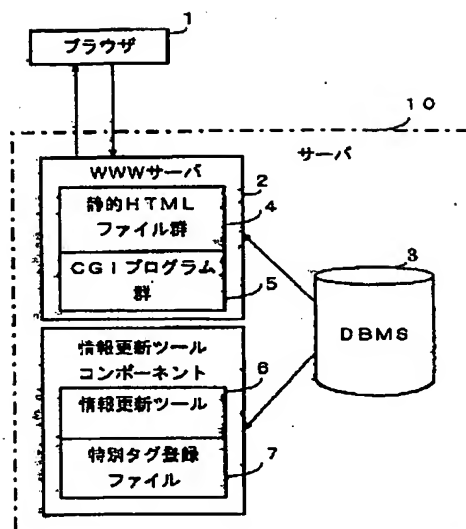 1
ブラウザ
10
サーバ
WWWサーバ
2
静的HTML
ファイル群
4
CGIプログラム
群
5
3
DBMS
情報更新ツール
コンポーネント
6
情報更新ツール
特別タグ登録
ファイル
7